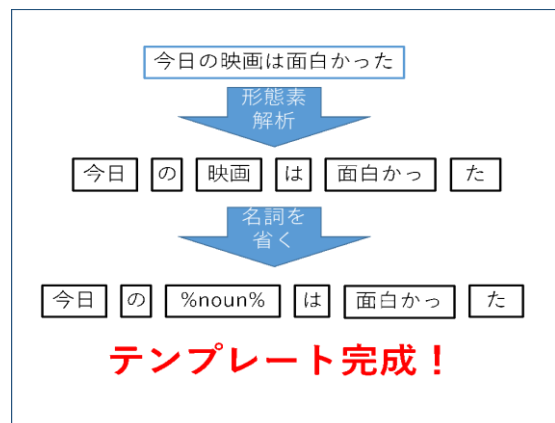 今日の映画は面白かった
形態素
解析
今日 の 映画 は 面白かっ た
名詞を
省く
今日 の %noun% は 面白かっ た
テンプレート完成！